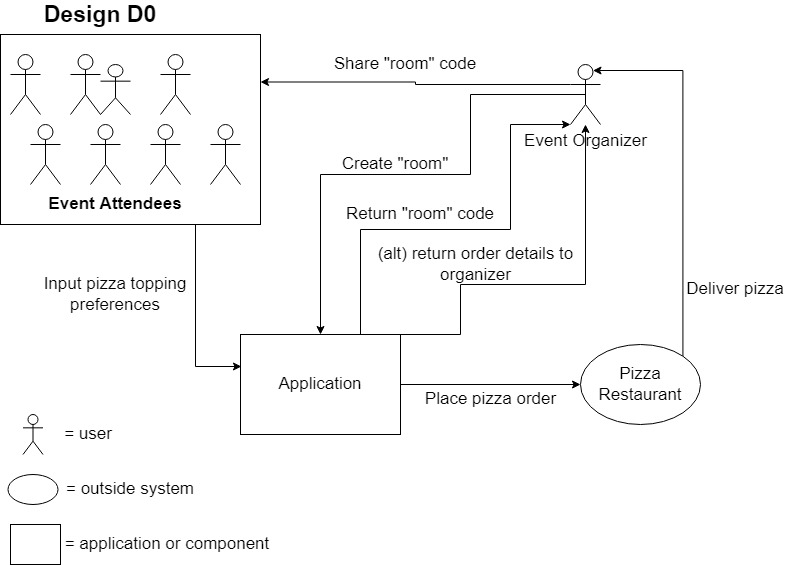 Design D0
Share "room" code
Event Organizer
Create "room"
Event Attendees
Return "room" code
(alt) return order details to
organizer
Input pizza topping
preferences
Deliver pizza
Application
Pizza
Restaurant
Place pizza order
= user
= outside system
= application or component